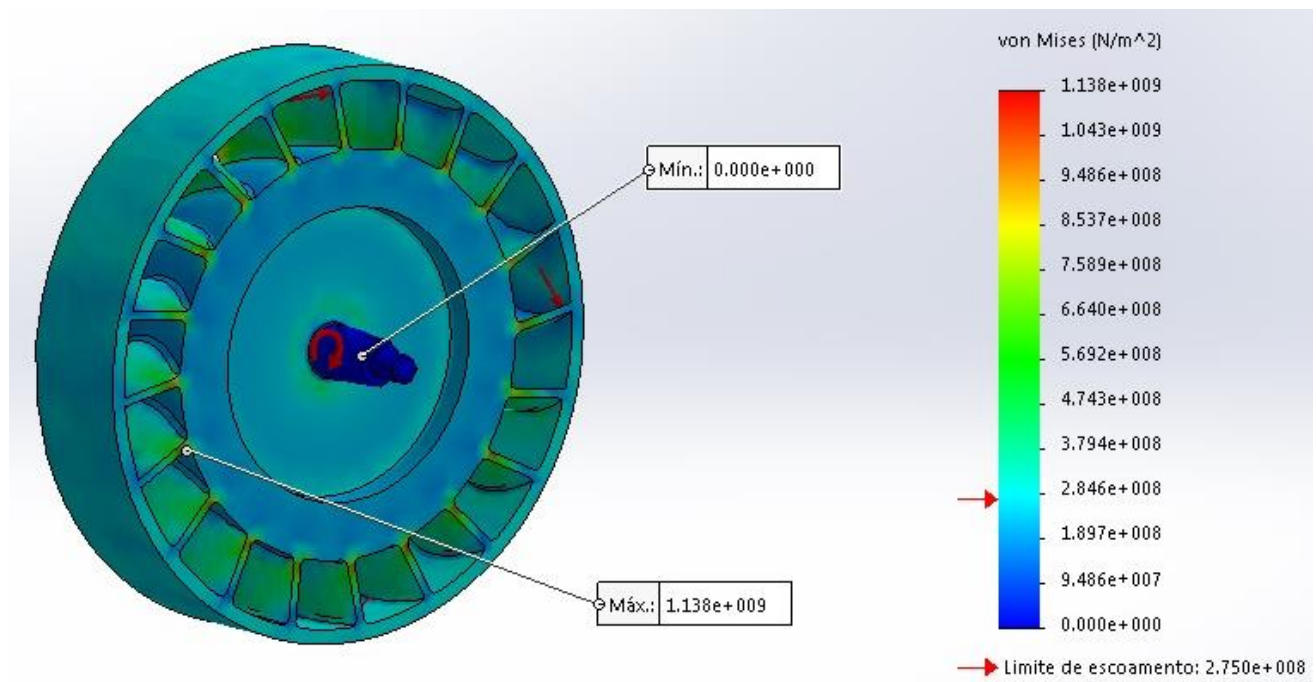 von Mises (N/m^2)
1.138e+009
1.043e+009
9.486e+008
8.537e+008
7.589e+008
6.640e+008
5.692e+008
4.743e+008
3.794e+008
2.846e+008
1.897e+008
9.486e+007
0.000e+000
Limite de escoamento: 2.750e+008
Mín.: 0.000e+000
Máx.: 1.138e+009